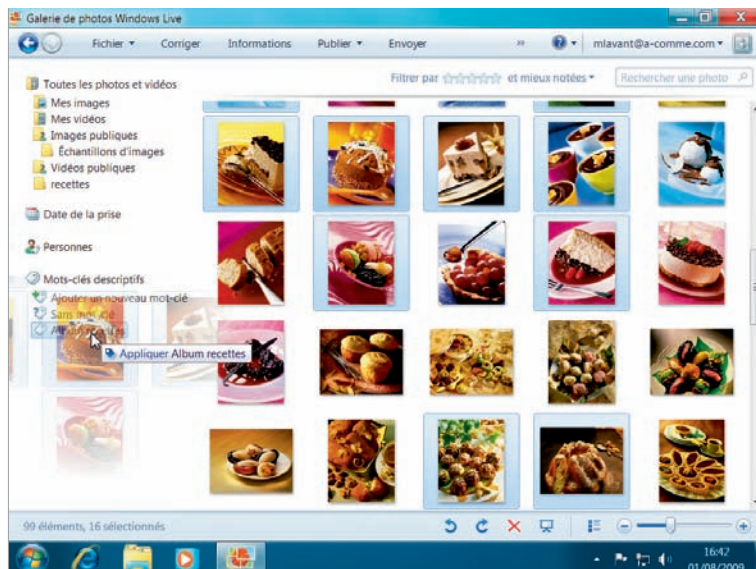 Galerie de photos Windows Live
Fichier Corriger Informations Publier Envoyer » mlavant@a-comme.com
Filtrer par et mieux notées Rechercher une photo
Toutes les photos et vidéos
Mes images
Mes vidéos
Images publiques
Échantillons d'images
Vidéos publiques
recettes
Date de la prise
Personnes
Mots-clés descriptifs
Ajouter un nouveau mot-clé
Sans mot-clé
Album recettes
Appliquer Album recettes
99 éléments, 16 sélectionnés
16:42
01/08/2009